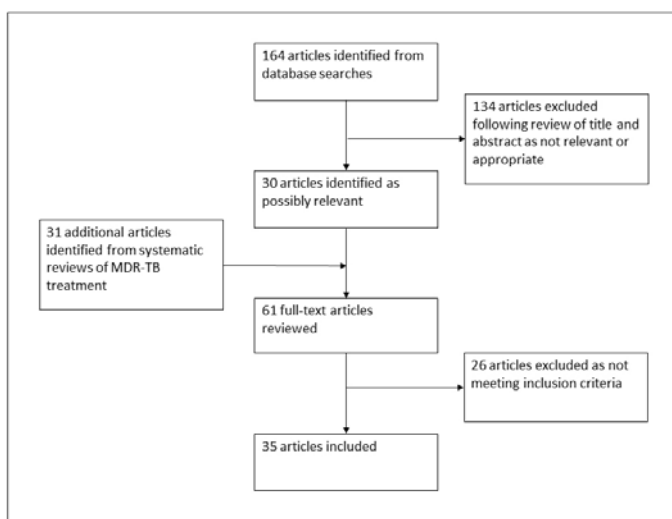 164 articles identified from
database searches
134 articles excluded
following review of title and
abstract as not relevant or
appropriate
30 articles identified as
possibly relevant
31 additional articles
identified from systematic
reviews of MDR-TB
treatment
61 full-text articles
reviewed
26 articles excluded as not
meeting inclusion criteria
35 articles included